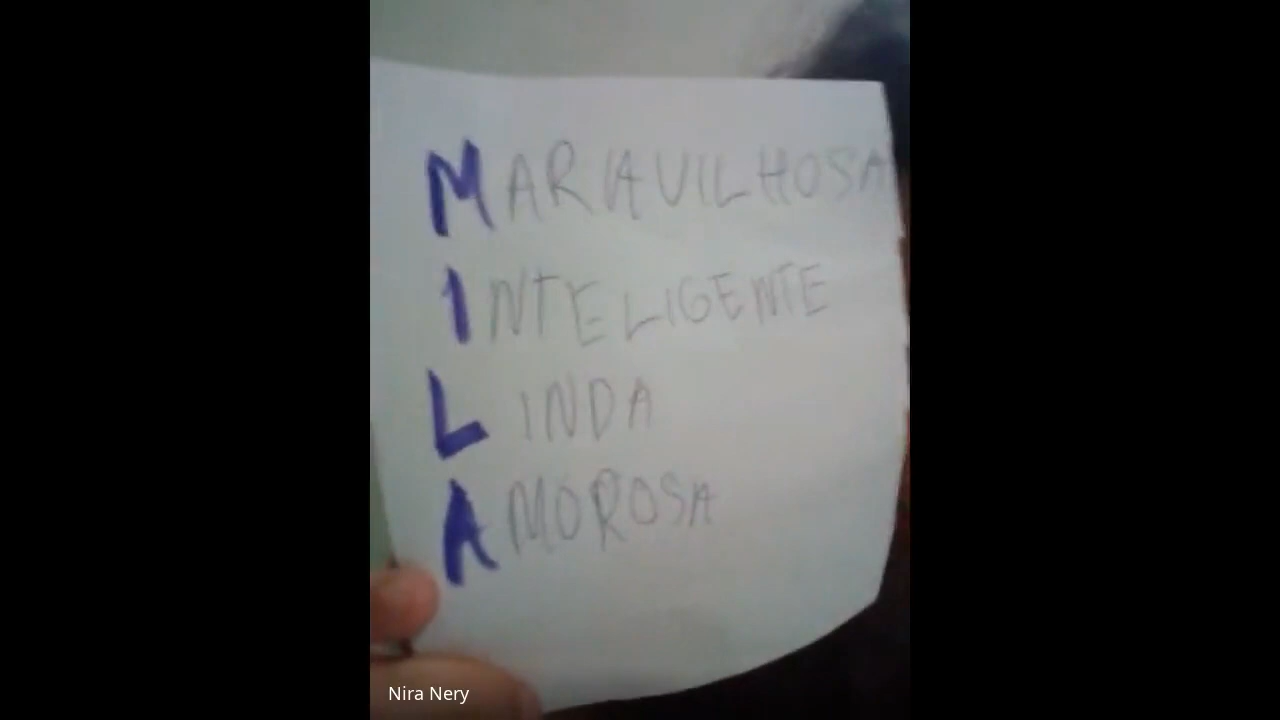 MARAVILHOSA
INTELIGENTE
LINDA
AMOROSA
Nira Nery